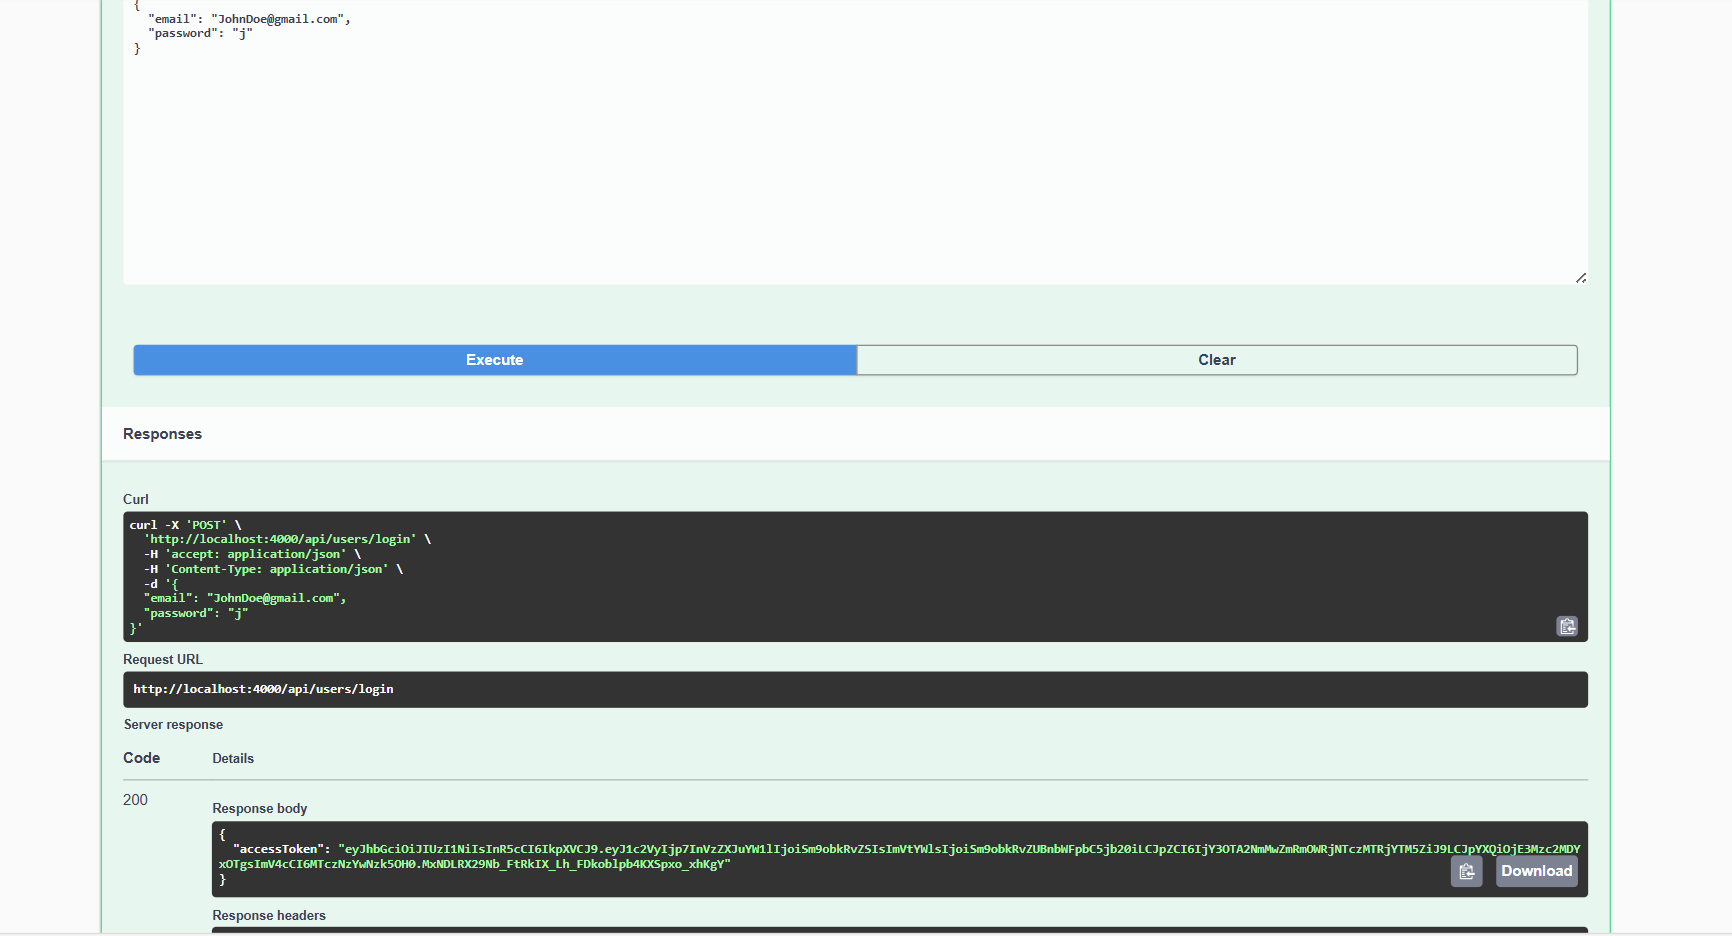 {
  "email": "JohnDoe@gmail.com",
  "password": "j"
}
Execute
Clear
Responses
Curl
curl -X 'POST' \
  'http://localhost:4000/api/users/login' \
  -H 'accept: application/json' \
  -H 'Content-Type: application/json' \
  -d '{
  "email": "JohnDoe@gmail.com",
  "password": "j"
}'
Request URL
http://localhost:4000/api/users/login
Server response
Code
Details
200
Response body
{
  "accessToken": "eyJhbGciOiJIUzI1NiIsInR5cCI6IkpXVCJ9.eyJ1c2VyIjp7InVzZXJuYW1lIjoiSm9obkRvZSIsImVtYWlsIjoiSm9obkRvZUBnbWFpbC5jb20iLCJpZCI6IjY3OTA2NmMwZmRmOWRjNTczMTRjYTM5ZiJ9LCJpYXQiOjE3Mzc2MDY
xOTgsImV4cCI6MTczNzYwNzk5OH0.MxNDLRX29Nb_FtRkIX_Lh_FDkoblpb4KXSpxo_xhKgY"
}
Download
Response headers